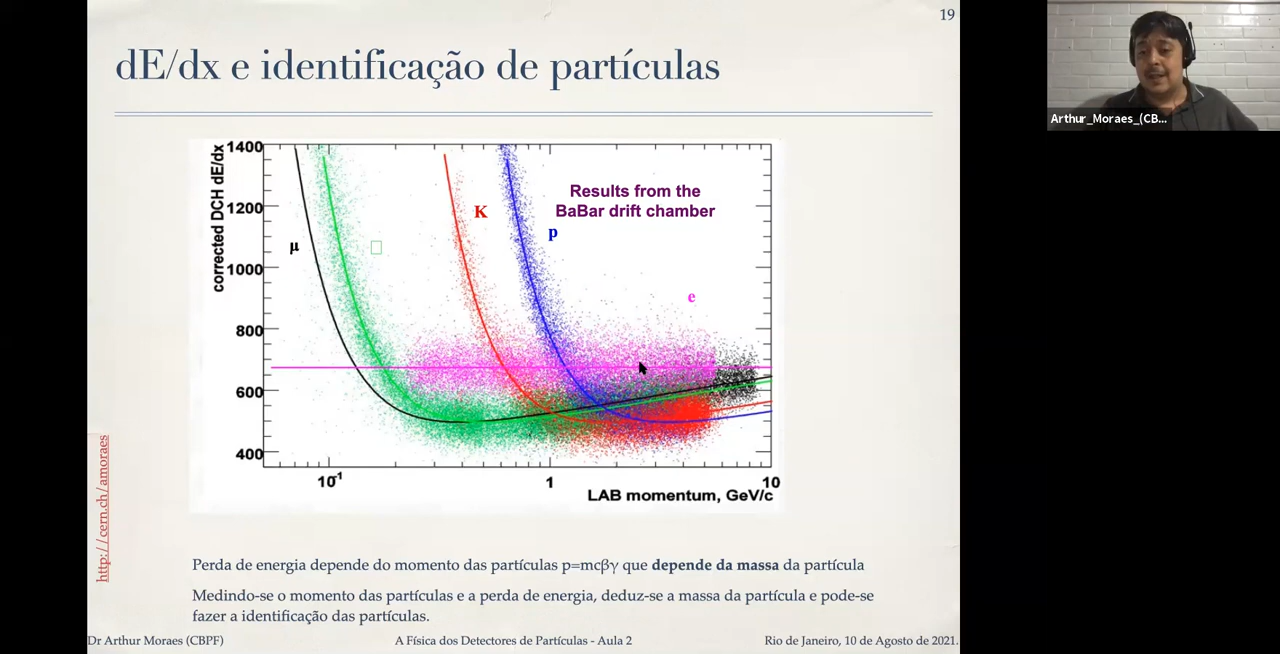 19
dE/dx e identificação de partículas
Arthur_Moraes_(CB...
corrected DCH dE/dx
1400
1200
1000
800
600
400
Results from the
BaBar drift chamber
μ
K
p
e
10-1
1
10
LAB momentum, GeV/c
http://cern.ch/amoraes
Perda de energia depende do momento das partículas p=mcβγ que depende da massa da partícula
Medindo-se o momento das partículas e a perda de energia, deduz-se a massa da partícula e pode-se
fazer a identificação das partículas.
Dr Arthur Moraes (CBPF)
A Física dos Detectores de Partículas - Aula 2
Rio de Janeiro, 10 de Agosto de 2021.